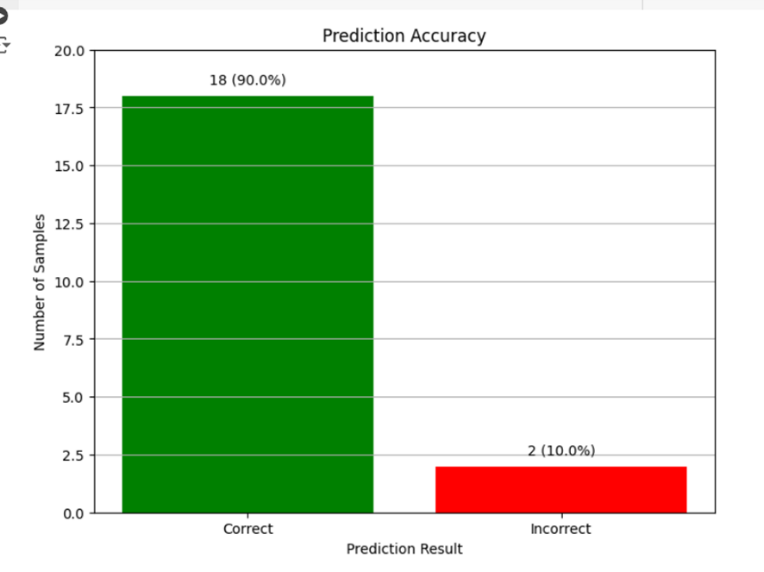 Prediction Accuracy
20.0
18 (90.0%)
17.5
15.0
12.5
10.0
7.5
5.0
2.5
0.0
2 (10.0%)
Number of Samples
Correct
Incorrect
Prediction Result